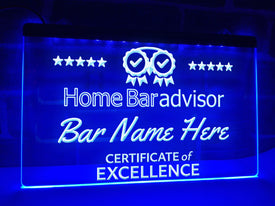 Home Baradvisor
Bar Name Here
CERTIFICATE of
EXCELLENCE